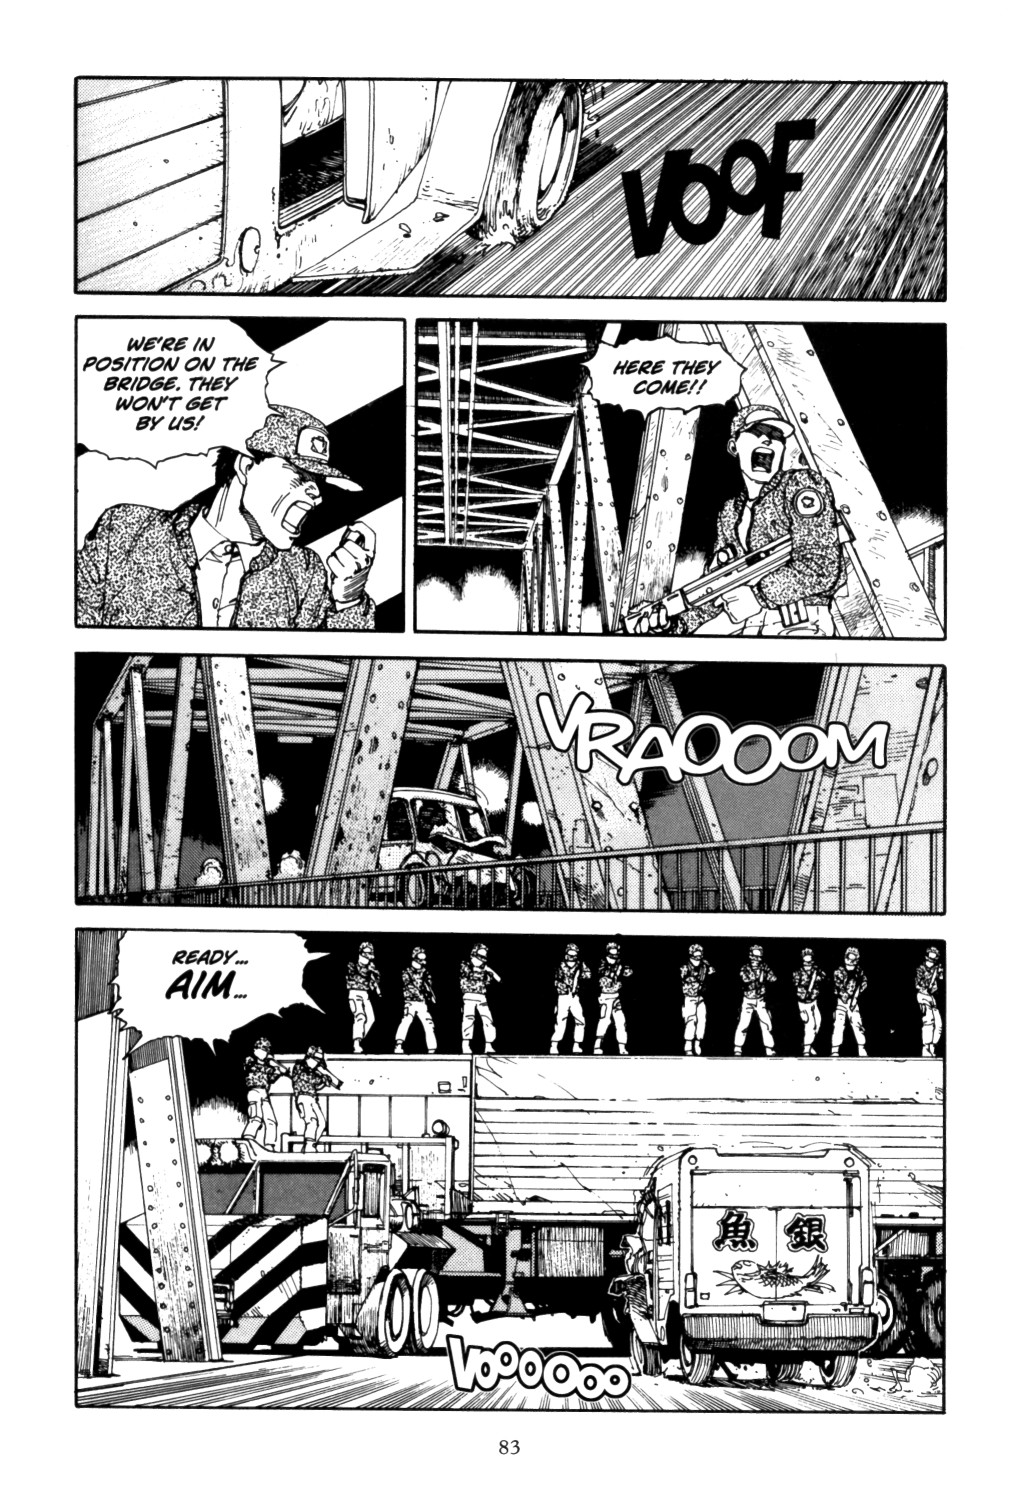 VOOF
WE'RE IN
POSITION ON THE
BRIDGE. THEY
WON'T GET
BY US!
HERE THEY
COME!!
VRAOOOM
READY...
AIM...
魚 銀
VOOOOOOO
83